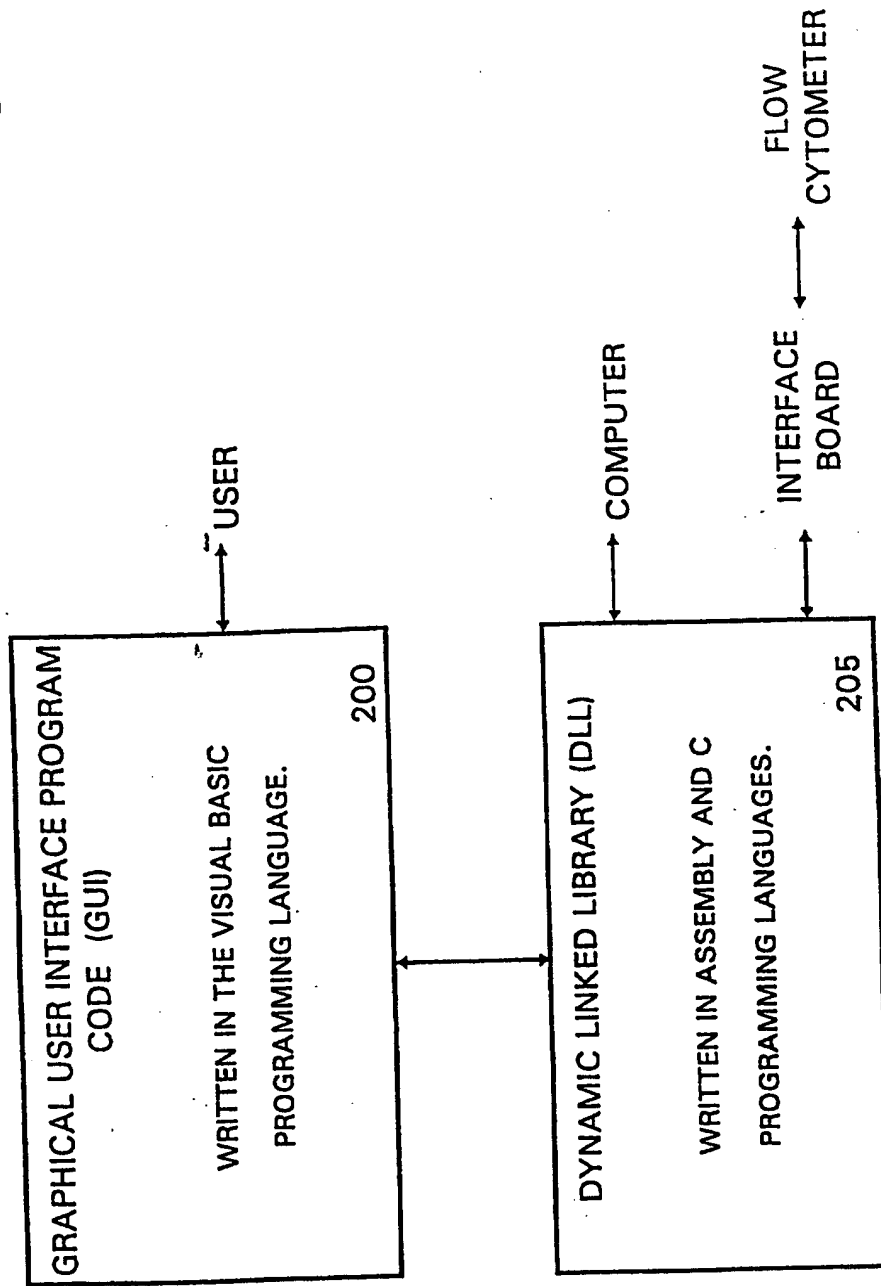 GRAPHICAL USER INTERFACE PROGRAM
CODE (GUI)
WRITTEN IN THE VISUAL BASIC
PROGRAMMING LANGUAGE.
200
USER
DYNAMIC LINKED LIBRARY (DLL)
WRITTEN IN ASSEMBLY AND C
PROGRAMMING LANGUAGES.
205
COMPUTER
INTERFACE
BOARD
FLOW
CYTOMETER